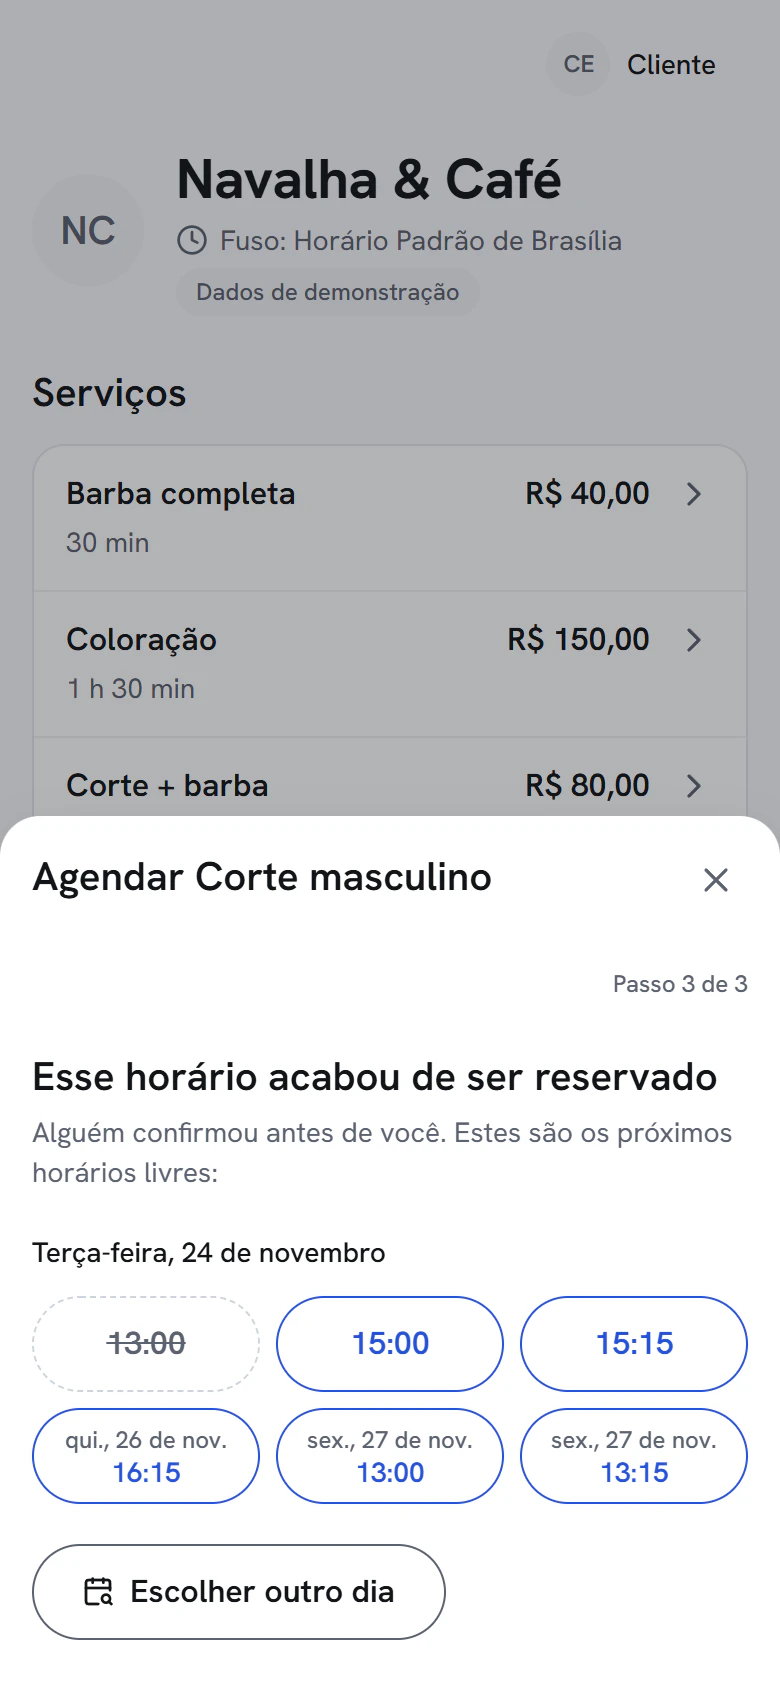 CE Cliente
NC
Navalha & Café
Fuso: Horário Padrão de Brasília
Dados de demonstração
Serviços
Barba completa R$ 40,00
30 min
Coloração R$ 150,00
1 h 30 min
Corte + barba R$ 80,00
Agendar Corte masculino
Passo 3 de 3
Esse horário acabou de ser reservado
Alguém confirmou antes de você. Estes são os próximos
horários livres:
Terça-feira, 24 de novembro
13:00 15:00 15:15
qui., 26 de nov. sex., 27 de nov. sex., 27 de nov.
16:15 13:00 13:15
Escolher outro dia